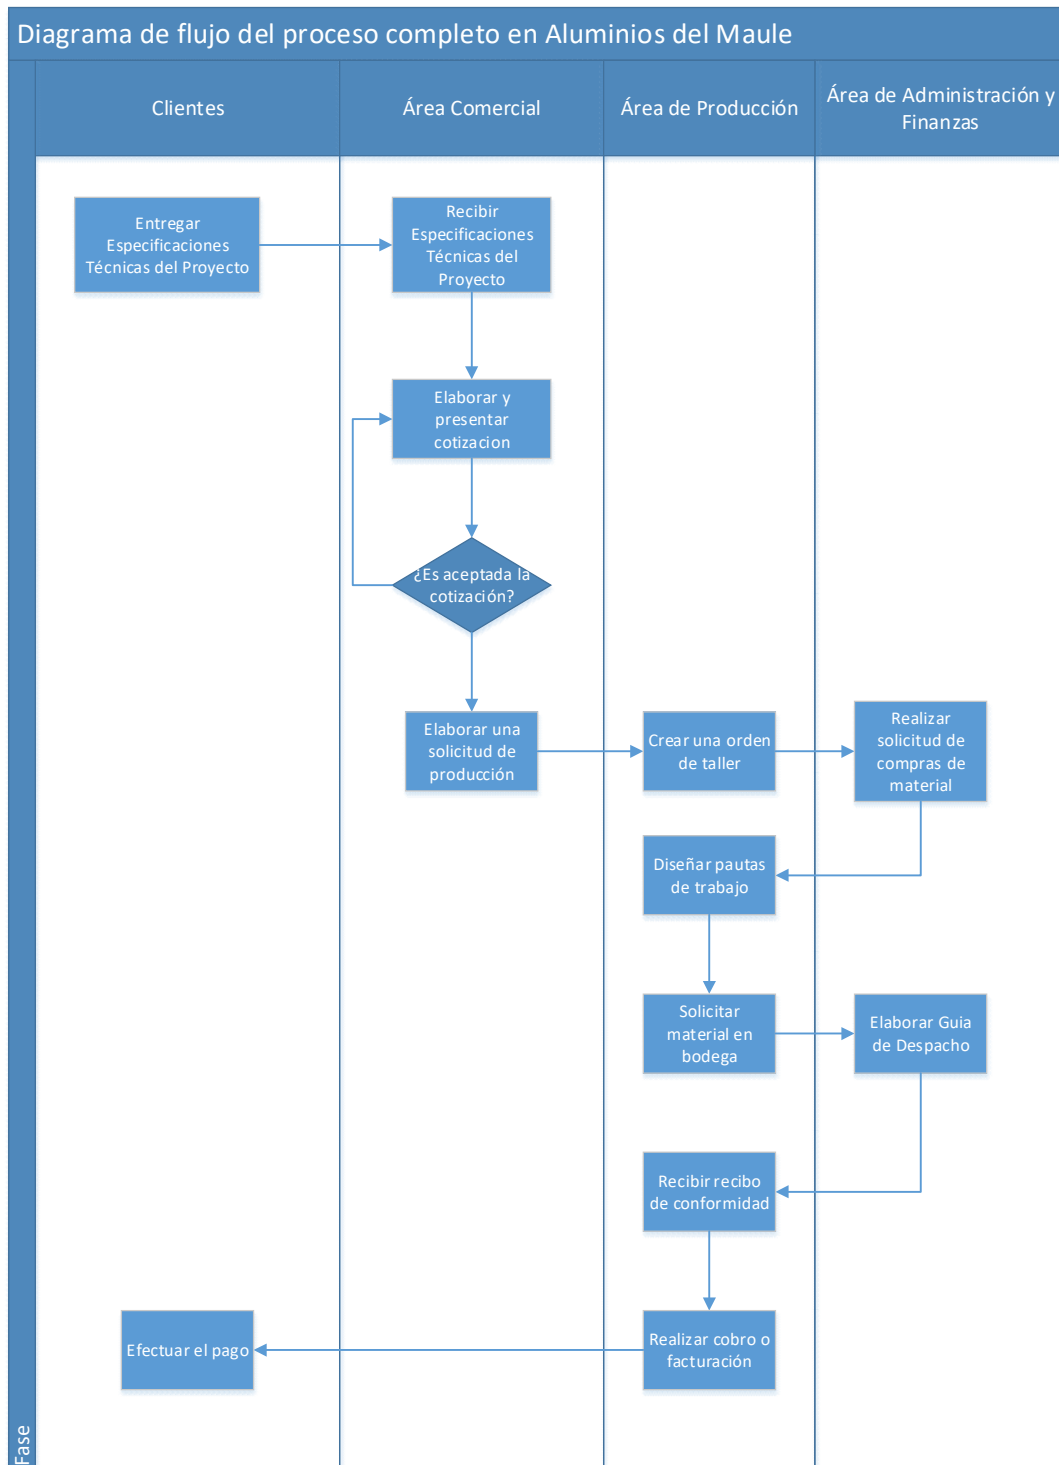 Diagrama de flujo del proceso completo en Aluminios del Maule
Clientes
Área Comercial
Área de Producción
Área de Administración y
Finanzas
Entregar
Especificaciones
Técnicas del Proyecto
Recibir
Especificaciones
Técnicas del
Proyecto
Elaborar y
presentar
cotizacion
¿Es aceptada la
cotización?
Elaborar una
solicitud de
producción
Crear una orden
de taller
Realizar
solicitud de
compras de
material
Diseñar pautas
de trabajo
Solicitar
material en
bodega
Elaborar Guia
de Despacho
Recibir recibo
de conformidad
Realizar cobro o
facturación
Efectuar el pago
Fase